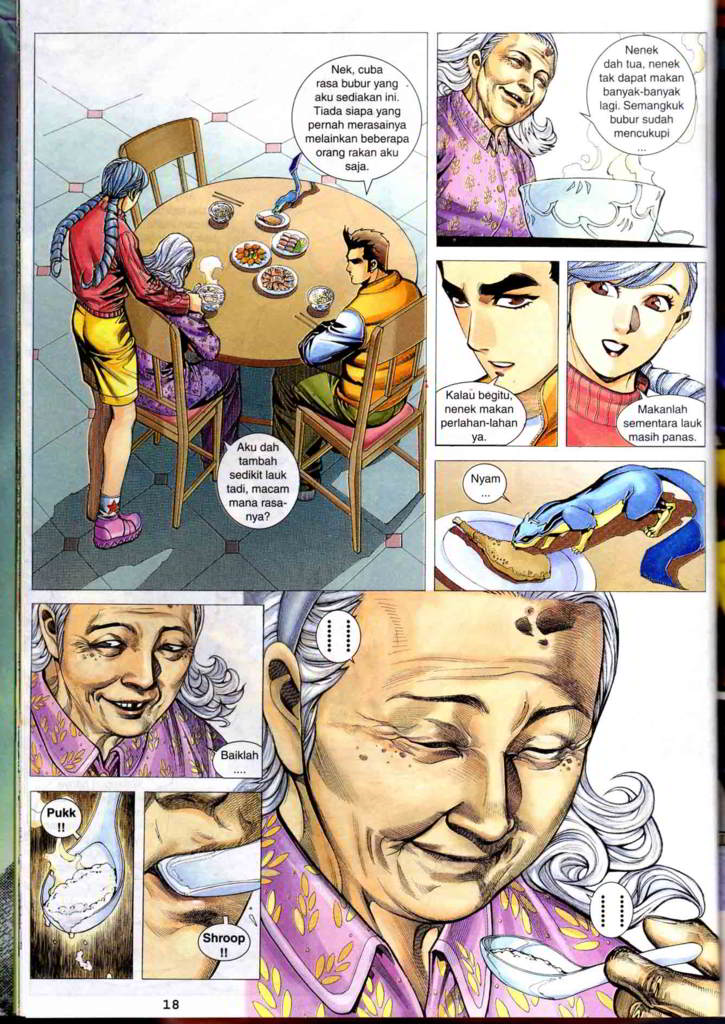 Nek, cuba
rasa bubur yang
aku sediakan ini.
Tiada siapa yang
pernah merasainya
melainkan beberapa
orang rakan aku
saja.
Aku dah
tambah
sedikit lauk
tadi, macam
mana rasa-
nya?
Nenek
dah tua, nenek
tak dapat makan
banyak-banyak
lagi. Semangkuk
bubur sudah
mencukupi
...
Kalau begitu,
nenek makan
perlahan-lahan
ya.
Makanlah
sementara lauk
masih panas.
Nyam
...
Baiklah
....
Pukk
!!
Shroop
!!
18